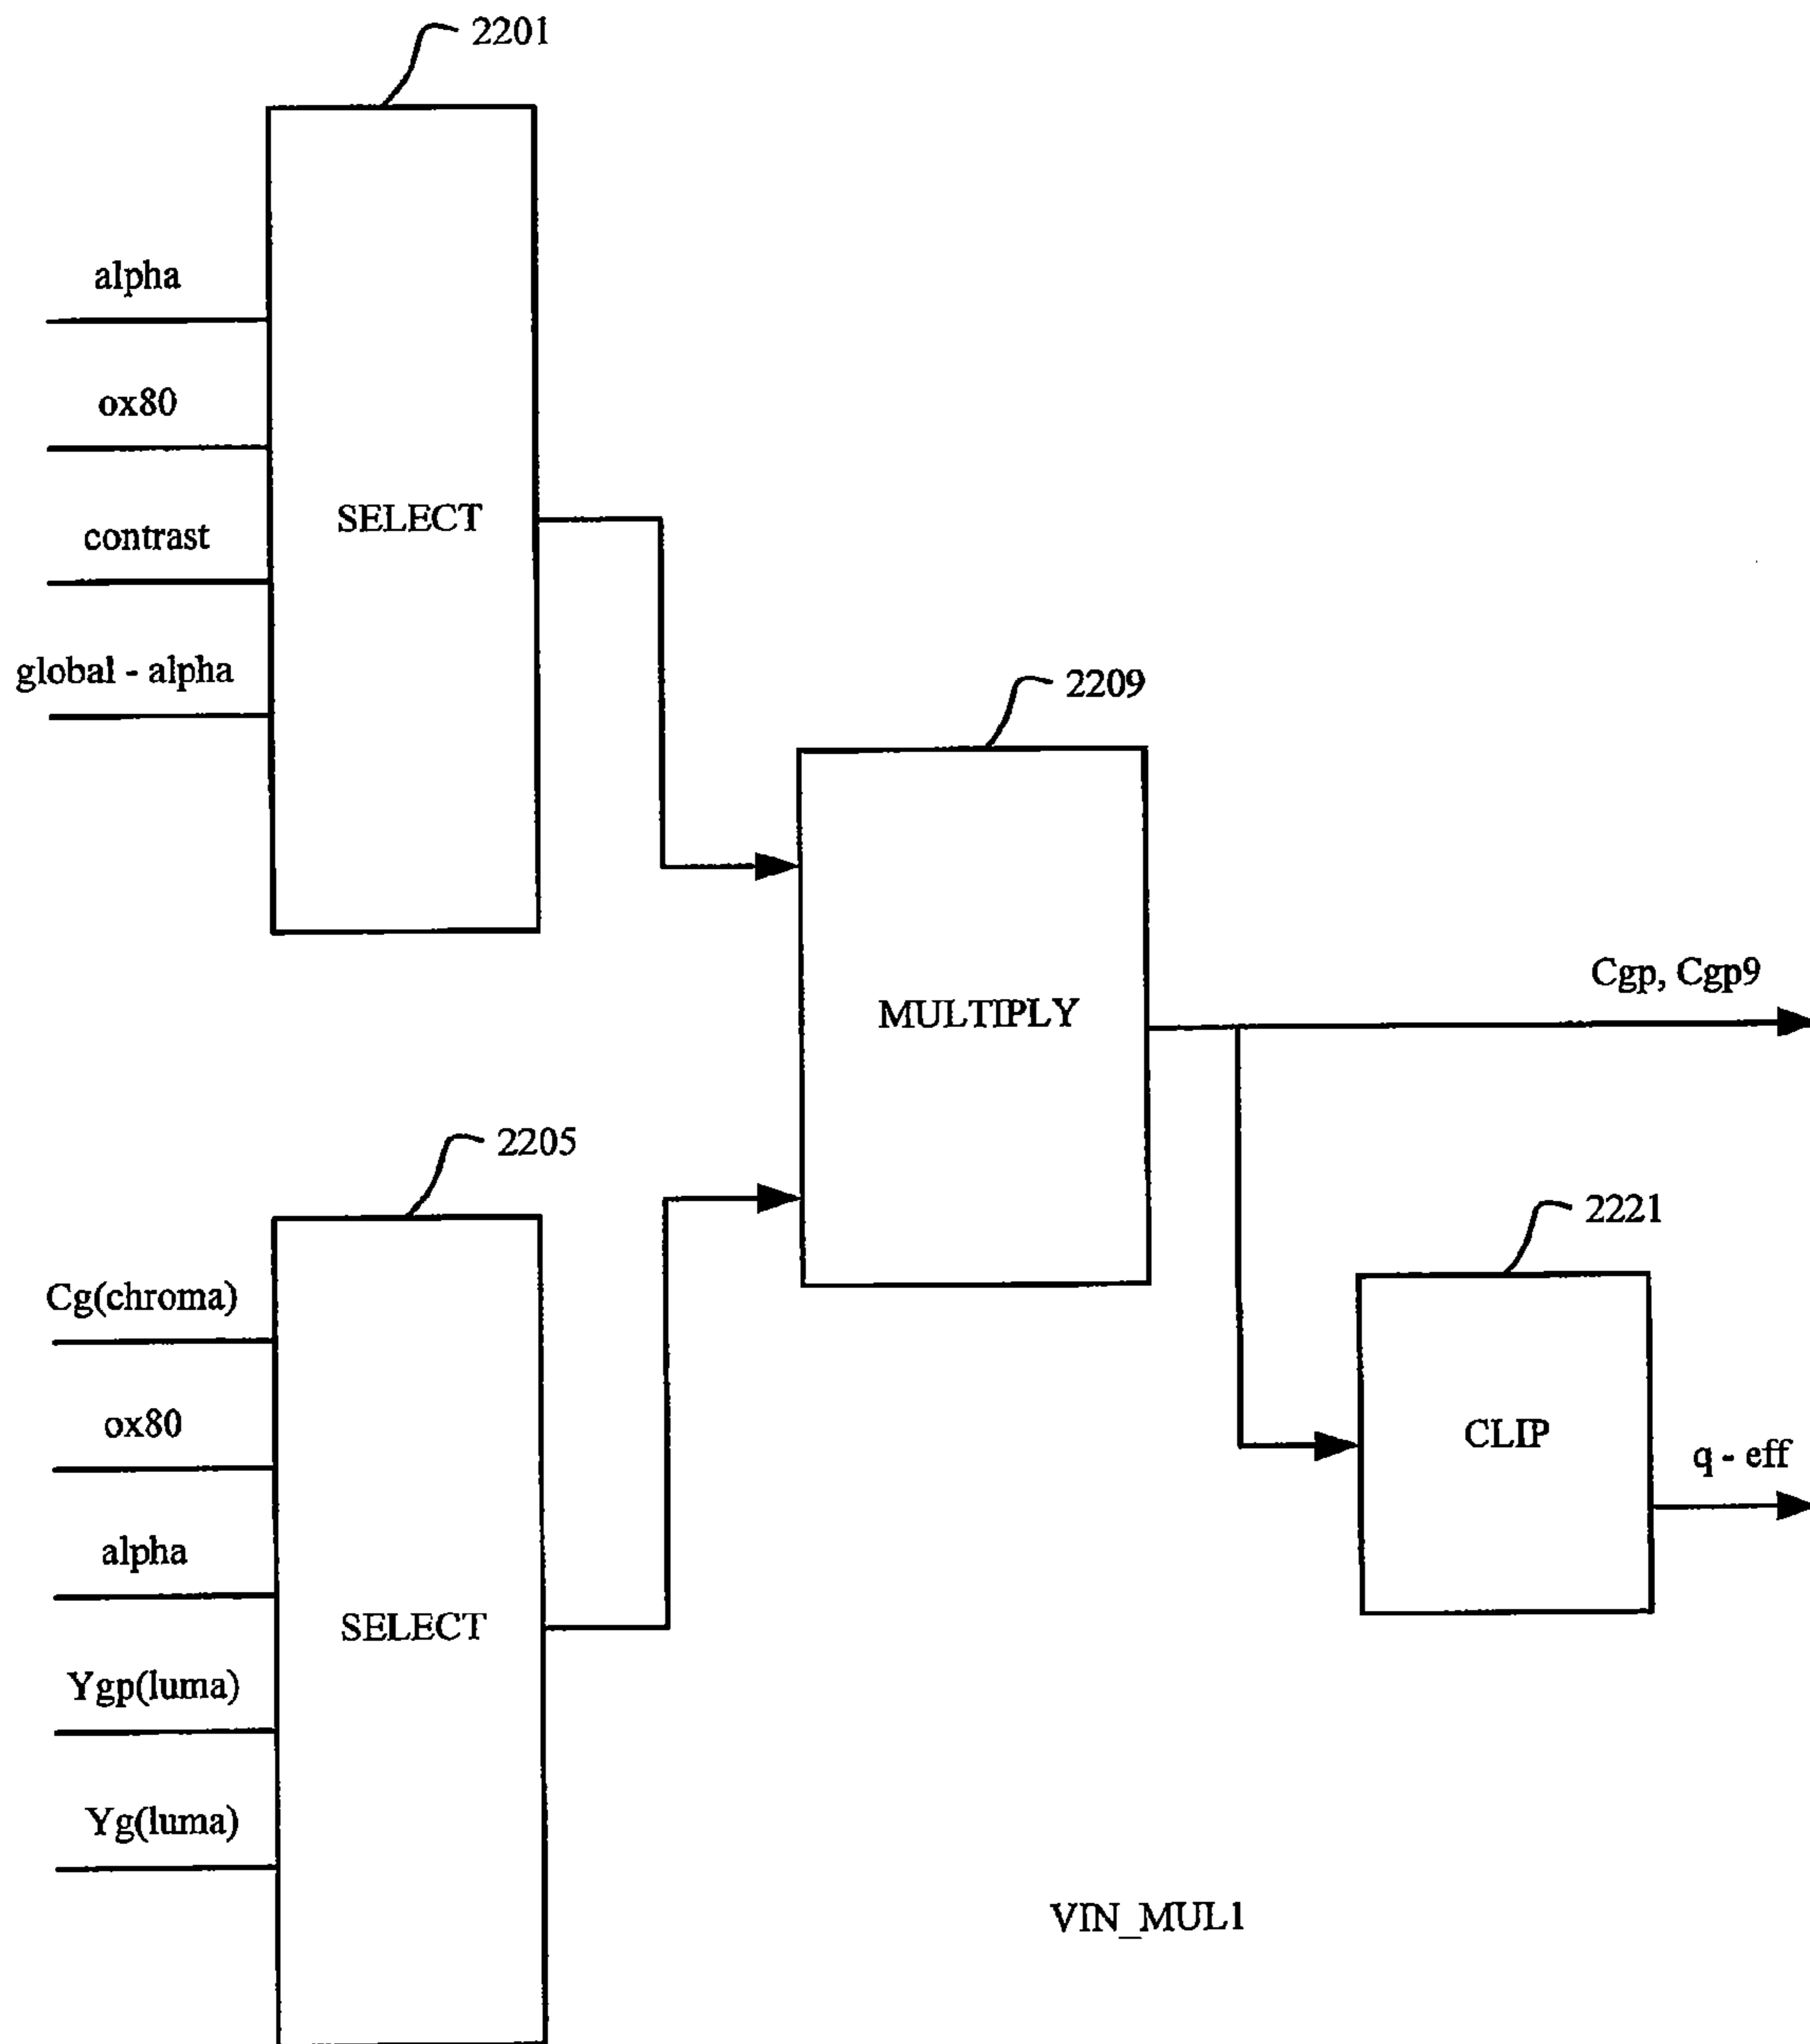 2201
alpha
ox80
contrast
global - alpha
SELECT
2209
MULTIPLY
Cgp, Cgp9
2205
Cg(chroma)
ox80
alpha
Ygp(luma)
Yg(luma)
SELECT
2221
CLIP
q - eff
VIN_MUL1